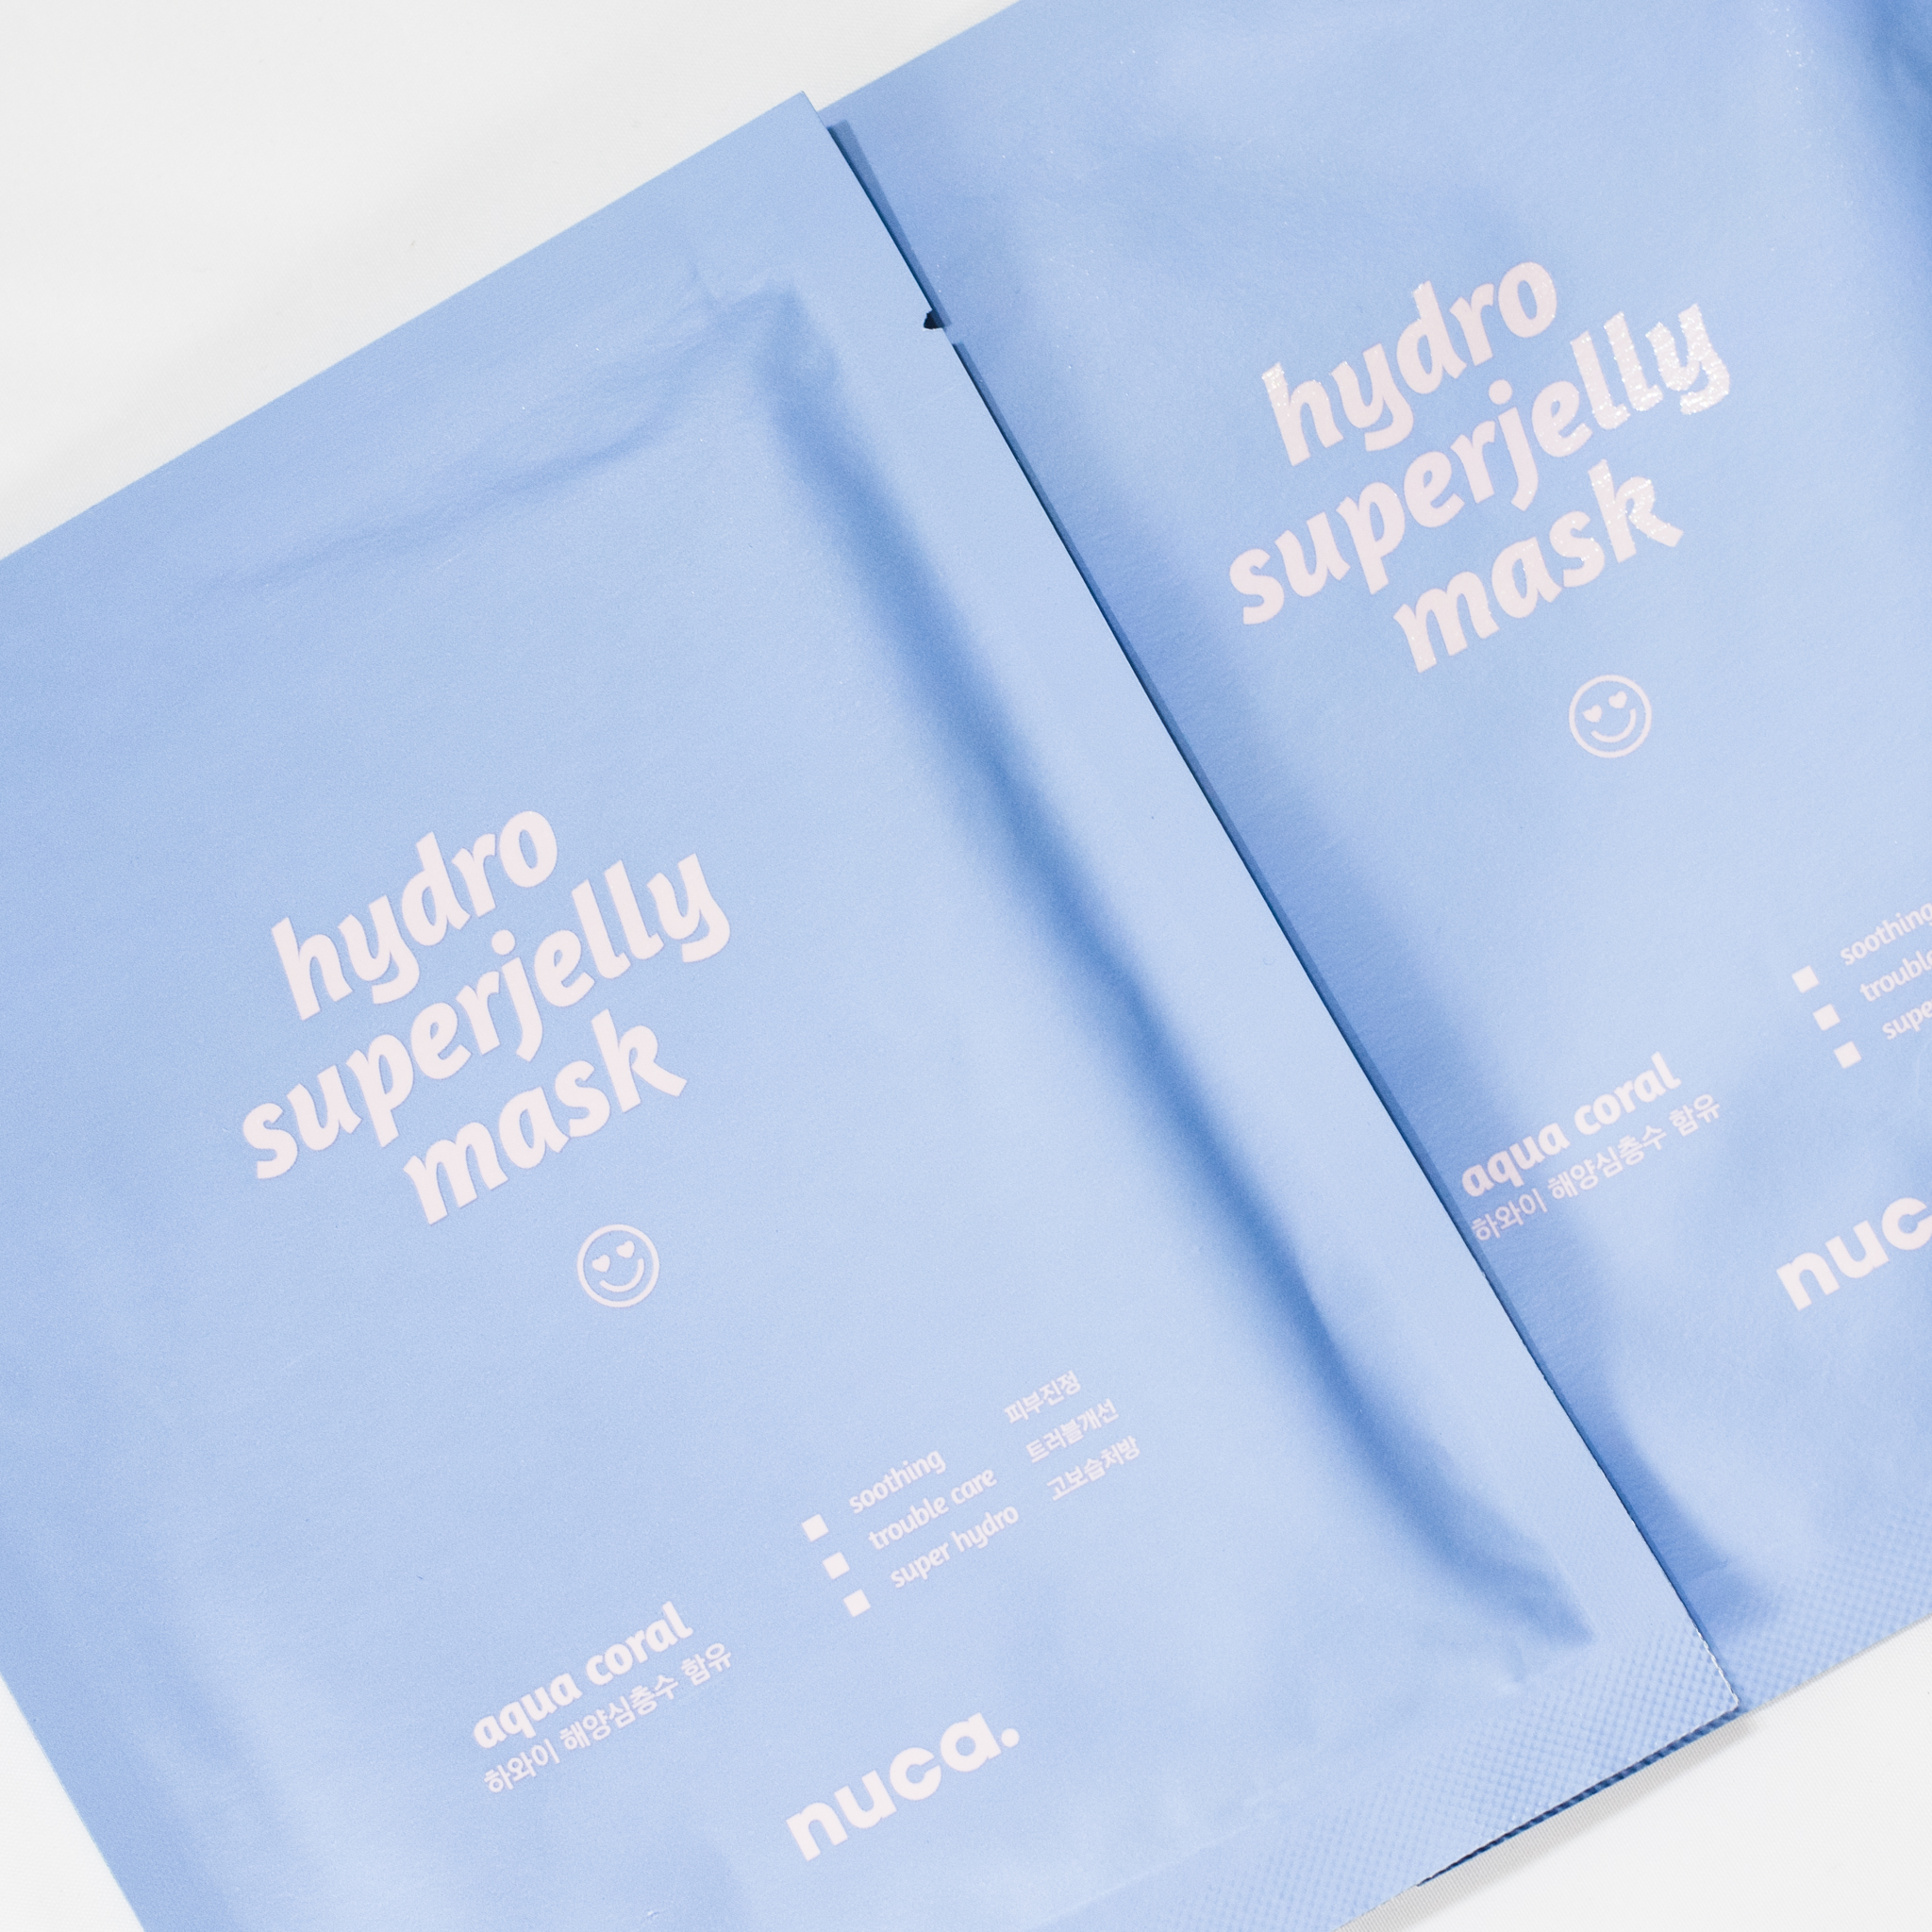 hydro
superjelly
mask
soothing 피부진정
trouble care 트러블개선
super hydro 고보습처방
aqua coral
하와이 해양심층수 함유
nuca.
hydro
superjelly
mask
soothing
aqua coral
하와이 해양심층수 함유